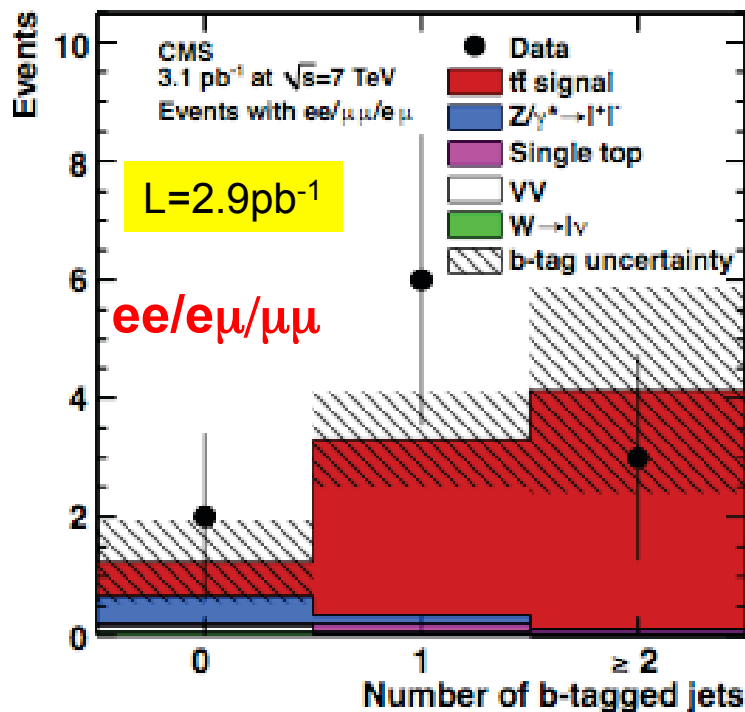 Events
10
8
6
4
2
0
CMS
3.1 pb⁻¹ at √s=7 TeV
Events with ee/μμ/eμ
L=2.9pb⁻¹
ee/eμ/μμ
Data
tt̄ signal
Z/γ*→l⁺l⁻
Single top
VV
W→lν
b-tag uncertainty
0 1 ≥ 2
Number of b-tagged jets